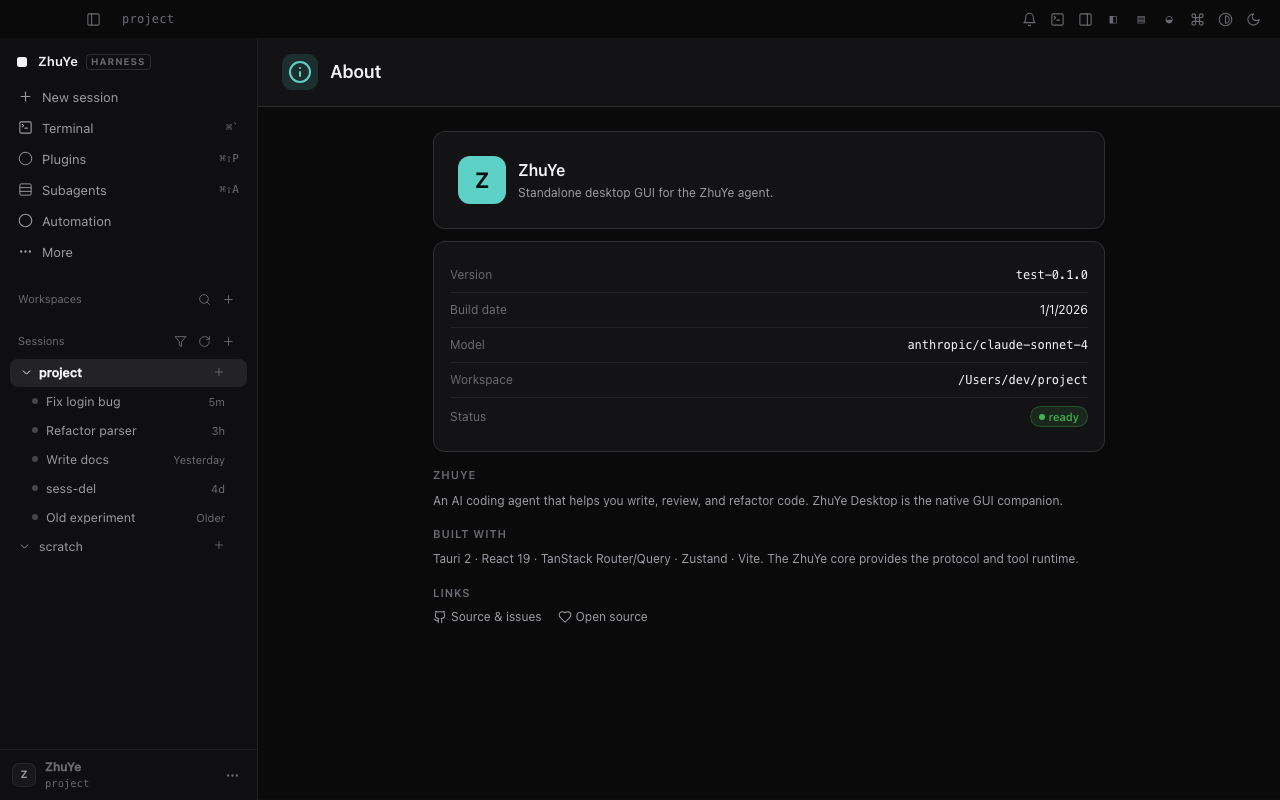 project
ZhuYe HARNESS
New session
Terminal ⌘`
Plugins ⌘⇧P
Subagents ⌘⇧A
Automation
More
Workspaces
Sessions
project
Fix login bug 5m
Refactor parser 3h
Write docs Yesterday
sess-del 4d
Old experiment Older
scratch
Z
ZhuYe
project
About
Z
ZhuYe
Standalone desktop GUI for the ZhuYe agent.
Version test-0.1.0
Build date 1/1/2026
Model anthropic/claude-sonnet-4
Workspace /Users/dev/project
Status ready
ZHUYE
An AI coding agent that helps you write, review, and refactor code. ZhuYe Desktop is the native GUI companion.
BUILT WITH
Tauri 2 · React 19 · TanStack Router/Query · Zustand · Vite. The ZhuYe core provides the protocol and tool runtime.
LINKS
Source & issues Open source